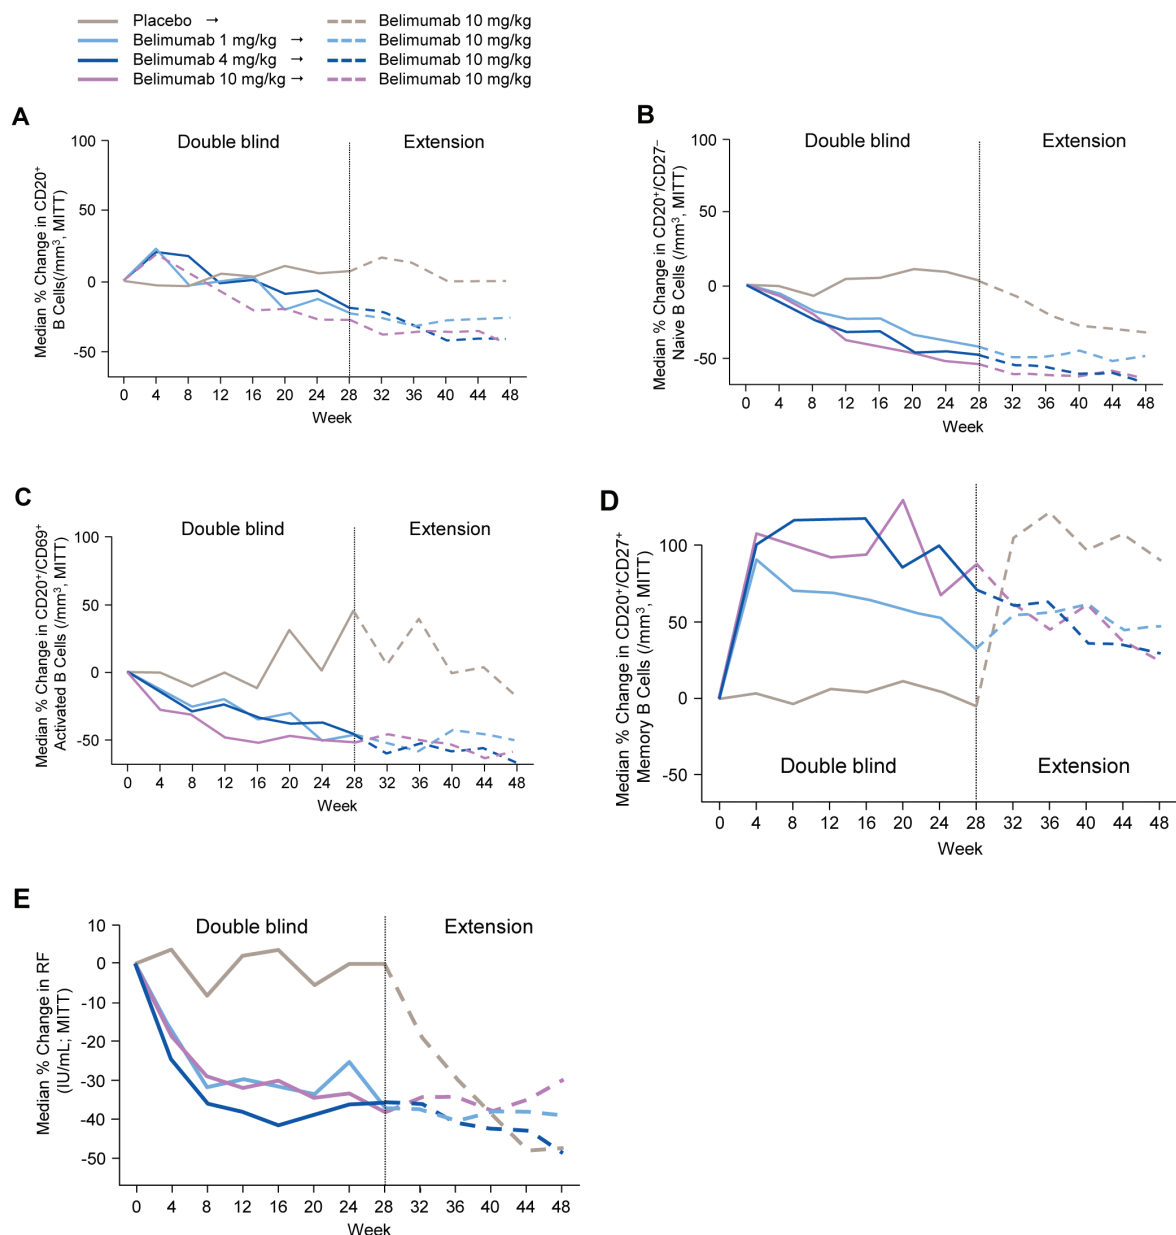 Placebo → Belimumab 10 mg/kg
Belimumab 1 mg/kg → Belimumab 10 mg/kg
Belimumab 4 mg/kg → Belimumab 10 mg/kg
Belimumab 10 mg/kg → Belimumab 10 mg/kg
A
Double blind Extension
Median % Change in CD20+
B Cells(/mm3, MITT)
100
50
0
-50
0 4 8 12 16 20 24 28 32 36 40 44 48
Week
B
Double blind Extension
Median % Change in CD20+/CD27–
Naive B Cells (/mm3, MITT)
100
50
0
-50
0 4 8 12 16 20 24 28 32 36 40 44 48
Week
C
Double blind Extension
Median % Change in CD20+/CD69+
Activated B Cells (/mm3, MITT)
100
50
0
-50
0 4 8 12 16 20 24 28 32 36 40 44 48
Week
D
Median % Change in CD20+/CD27+
Memory B Cells (/mm3, MITT)
100
50
0
-50
Double blind Extension
0 4 8 12 16 20 24 28 32 36 40 44 48
Week
E
Double blind Extension
Median % Change in RF
(IU/mL; MITT)
10
0
-10
-20
-30
-40
-50
0 4 8 12 16 20 24 28 32 36 40 44 48
Week